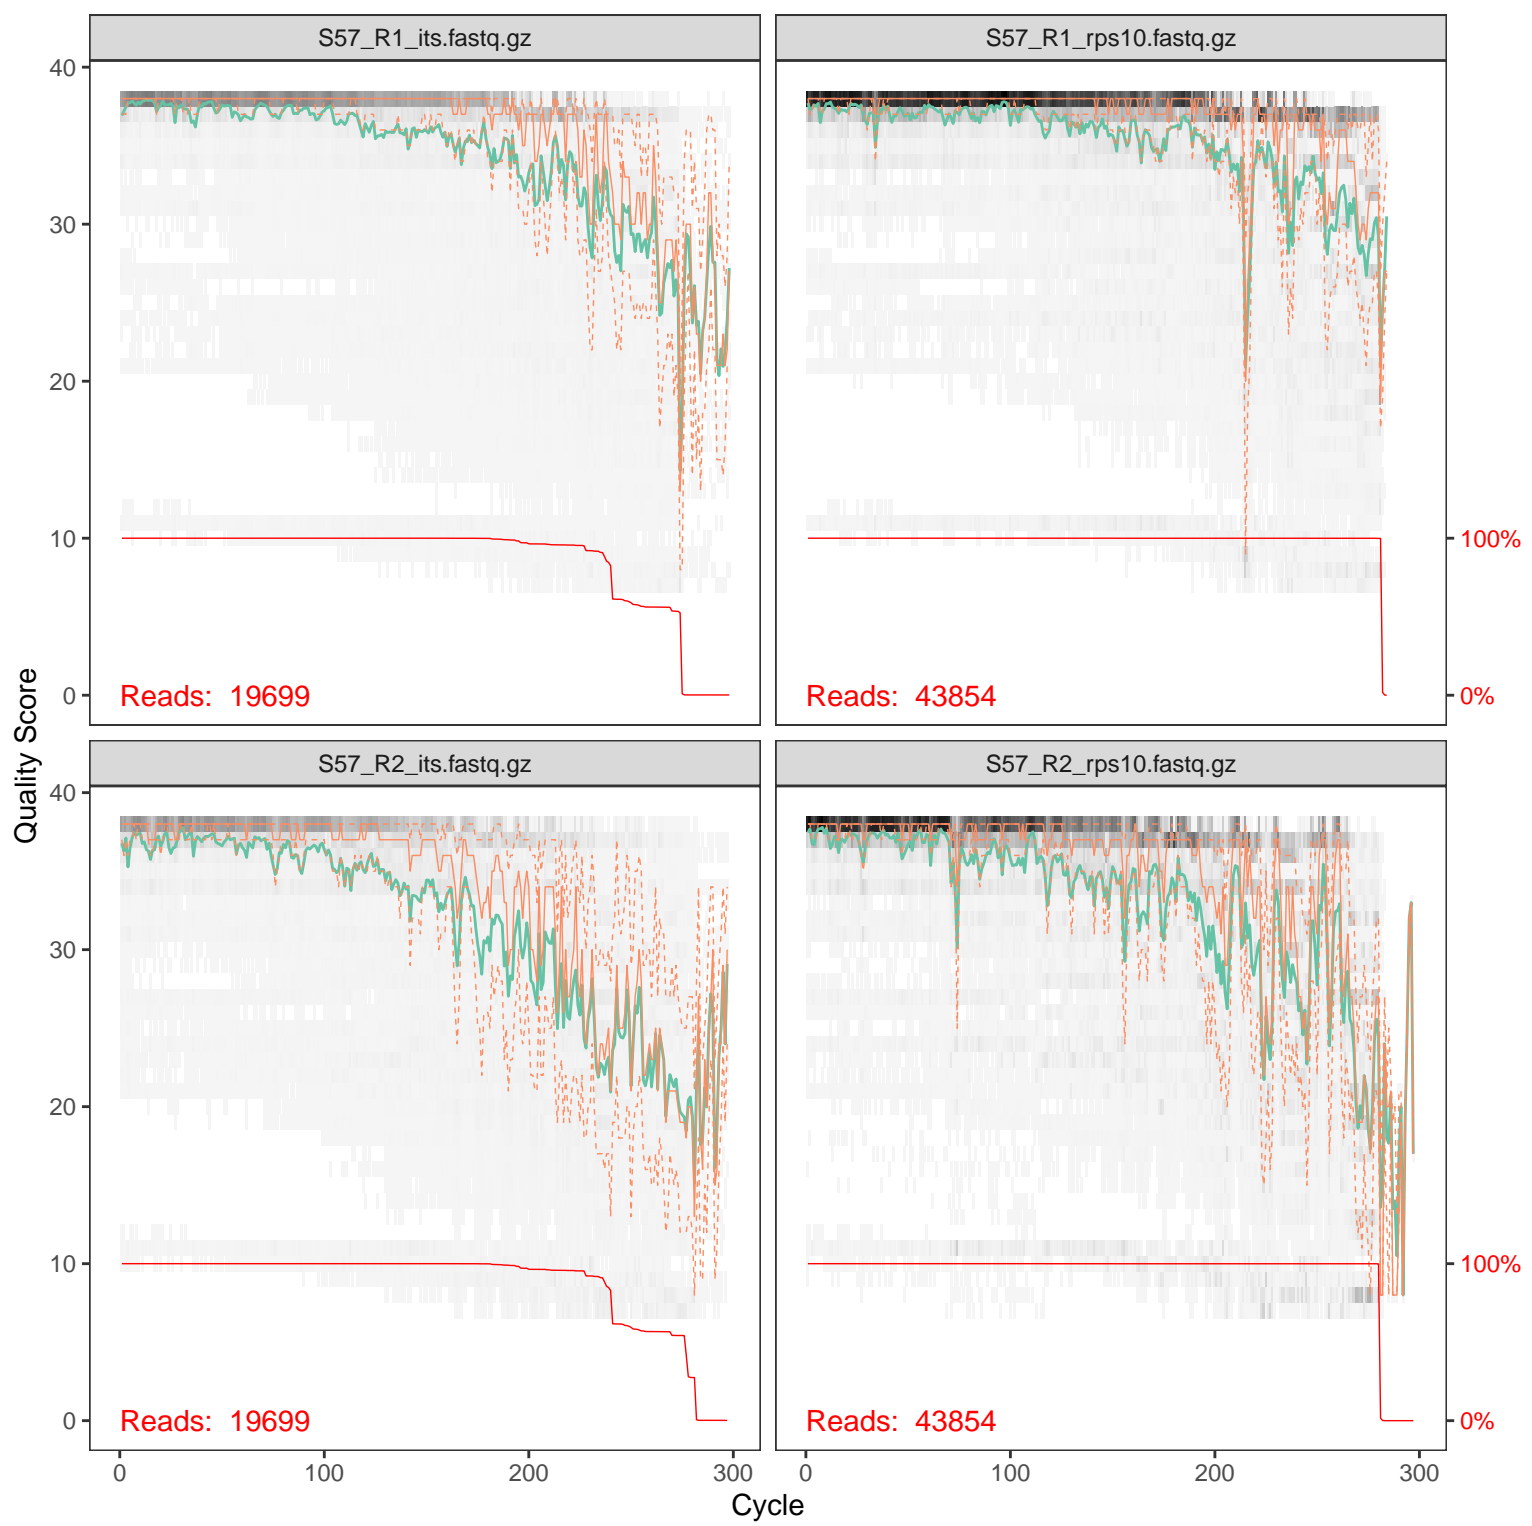 S57_R1_its.fastq.gz
S57_R1_rps10.fastq.gz
40
30
20
10
0
Reads: 19699
Reads: 43854
100%
0%
Quality Score
S57_R2_its.fastq.gz
S57_R2_rps10.fastq.gz
40
30
20
10
0
Reads: 19699
Reads: 43854
100%
0%
0 100 200 300
0 100 200 300
Cycle